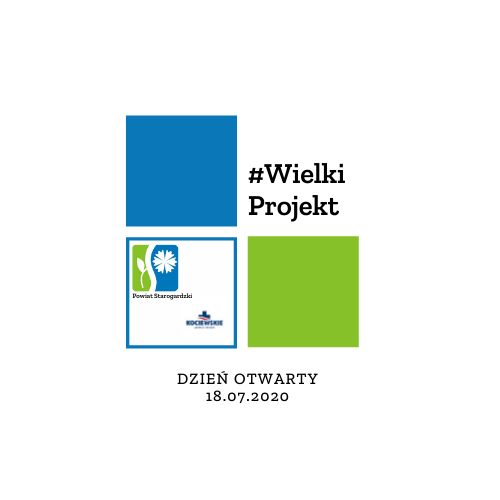 #Wielki
Projekt
Powiat Starogardzki
KOCIEWSKIE
DZIEŃ OTWARTY
18.07.2020